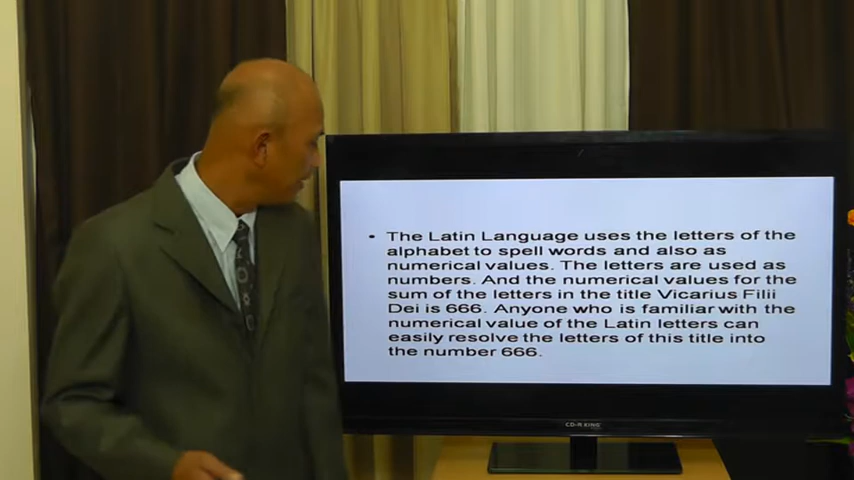 • The Latin Language uses the letters of the
alphabet to spell words and also as
numerical values. The letters are used as
numbers. And the numerical values for the
sum of the letters in the title Vicarius Filii
Dei is 666. Anyone who is familiar with the
numerical value of the Latin letters can
easily resolve the letters of this title into
the number 666.
CD-R KING